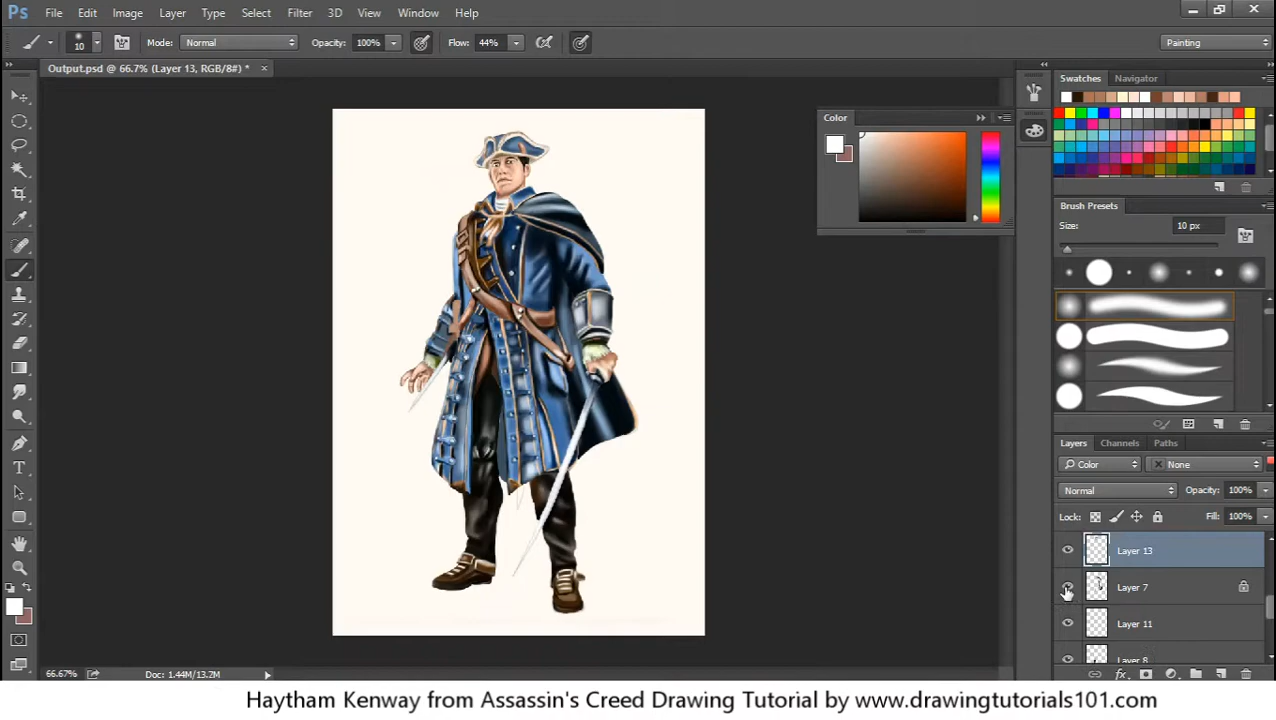 Ps File Edit Image Layer Type Select Filter 3D View Window Help
10 Mode: Normal Opacity: 100% Flow: 44% Painting
Output.psd @ 66.7% (Layer 13, RGB/8#) * ×
Swatches Navigator
Color
Brush Presets
Size: 10 px
Layers Channels Paths
Color None
Normal Opacity: 100%
Lock: Fill: 100%
Layer 13
Layer 7
Layer 11
Layer 8
66.67% Doc: 1.44M/13.2M
Haytham Kenway from Assassin's Creed Drawing Tutorial by www.drawingtutorials101.com